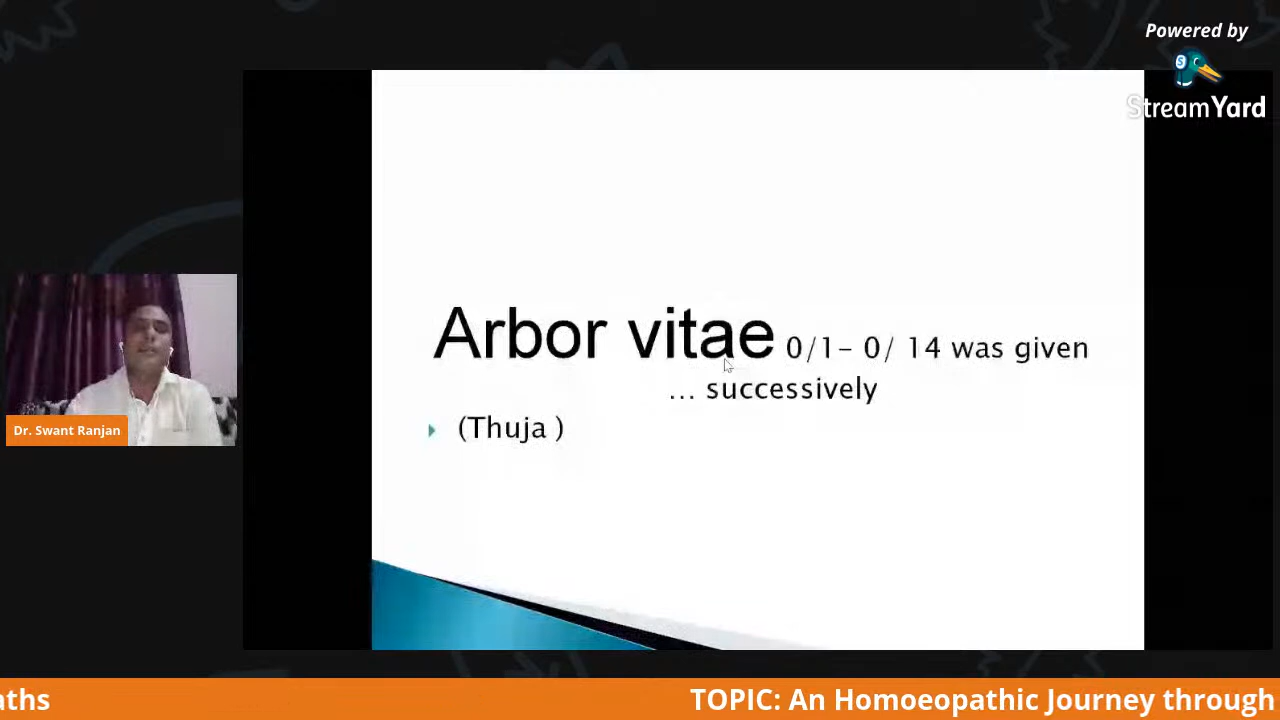 Powered by
StreamYard
Arbor vitae 0/1– 0/ 14 was given
... successively
(Thuja )
Dr. Swant Ranjan
aths
TOPIC: An Homoeopathic Journey through